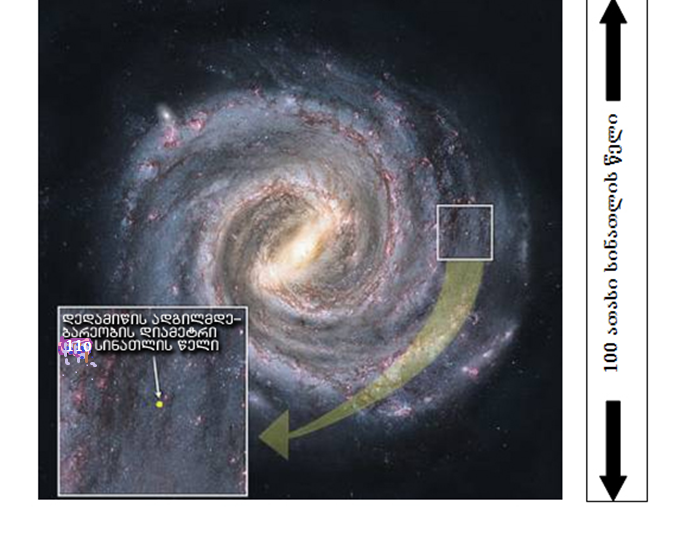 დედამიწის ადგილმდე-
ბარეობის დიამეტრი
110 სინათლის წელი
100 ათასი სინათლის წელი